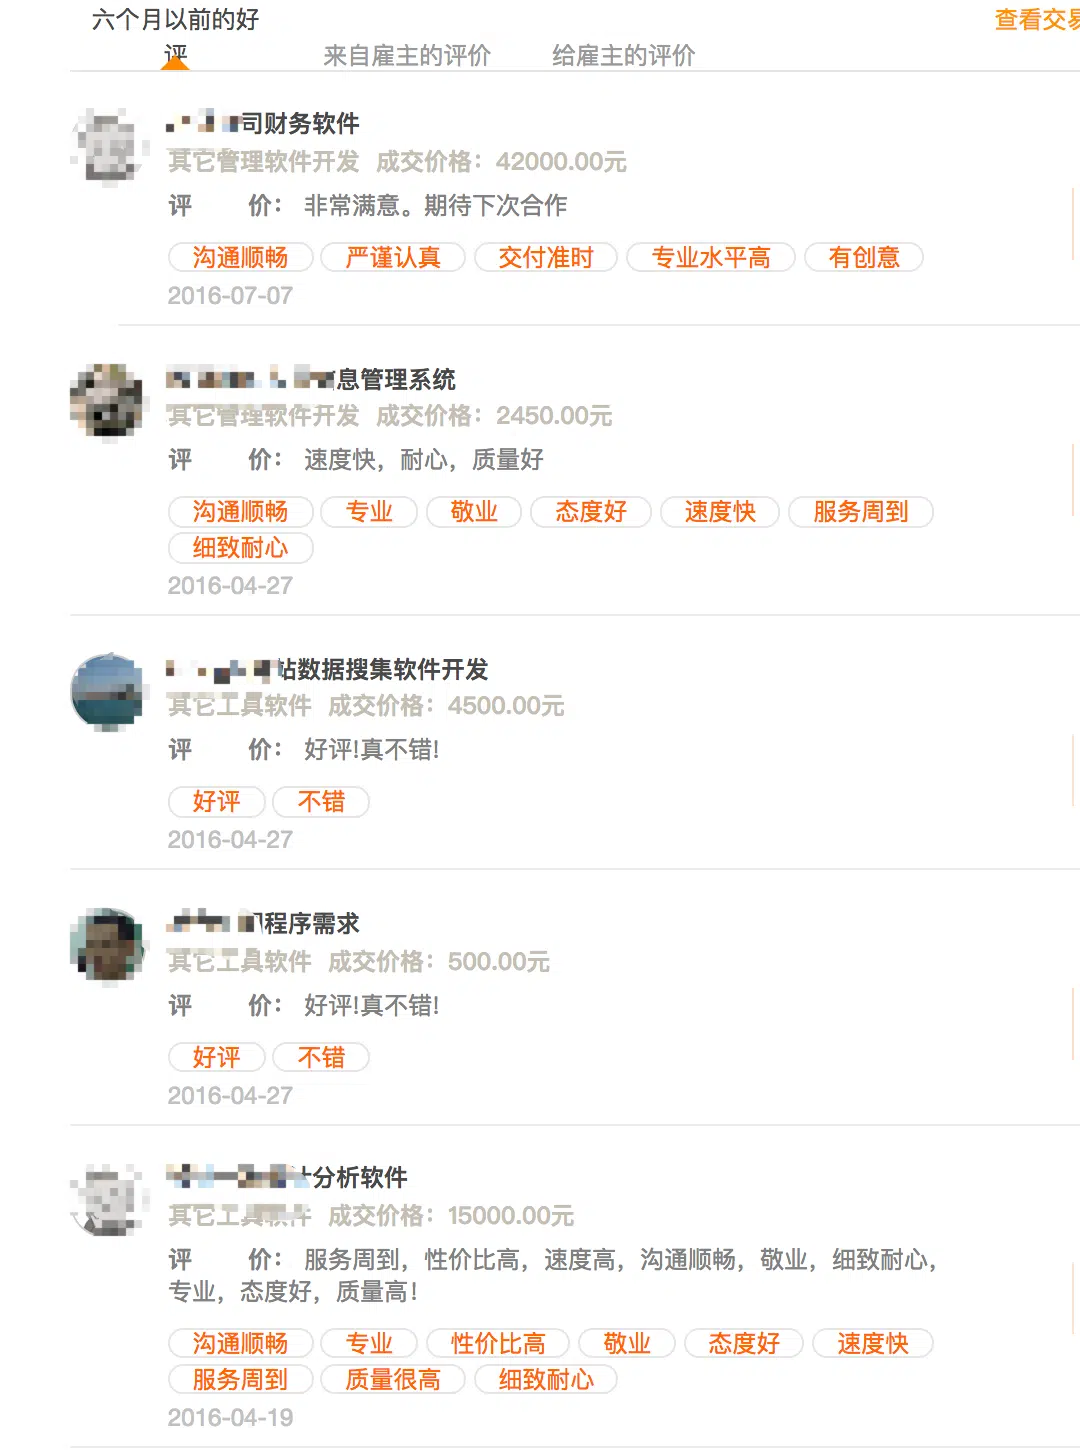 六个月以前的好
评
来自雇主的评价
给雇主的评价
查看交易
司财务软件
其它管理软件开发 成交价格：42000.00元
评 价： 非常满意。期待下次合作
沟通顺畅 严谨认真 交付准时 专业水平高 有创意
2016-07-07
息管理系统
其它管理软件开发 成交价格：2450.00元
评 价： 速度快，耐心，质量好
沟通顺畅 专业 敬业 态度好 速度快 服务周到
细致耐心
2016-04-27
站数据搜集软件开发
其它工具软件 成交价格：4500.00元
评 价： 好评!真不错!
好评 不错
2016-04-27
程序需求
其它工具软件 成交价格：500.00元
评 价： 好评!真不错!
好评 不错
2016-04-27
计分析软件
其它工具软件 成交价格：15000.00元
评 价： 服务周到，性价比高，速度高，沟通顺畅，敬业，细致耐心，
专业，态度好，质量高！
沟通顺畅 专业 性价比高 敬业 态度好 速度快
服务周到 质量很高 细致耐心
2016-04-19